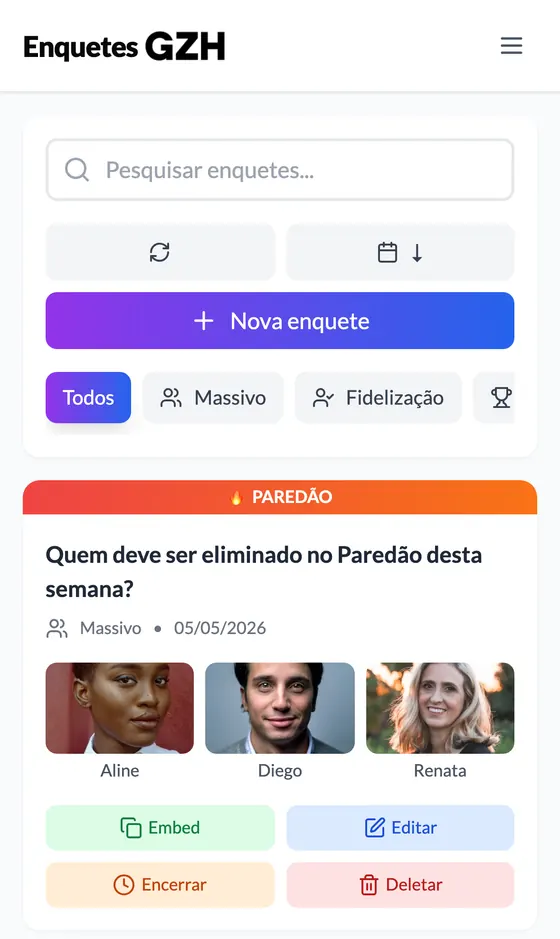 Enquetes GZH
Pesquisar enquetes...
Nova enquete
Todos
Massivo
Fidelização
🔥 PAREDÃO
Quem deve ser eliminado no Paredão desta
semana?
Massivo • 05/05/2026
Aline
Diego
Renata
Embed
Editar
Encerrar
Deletar